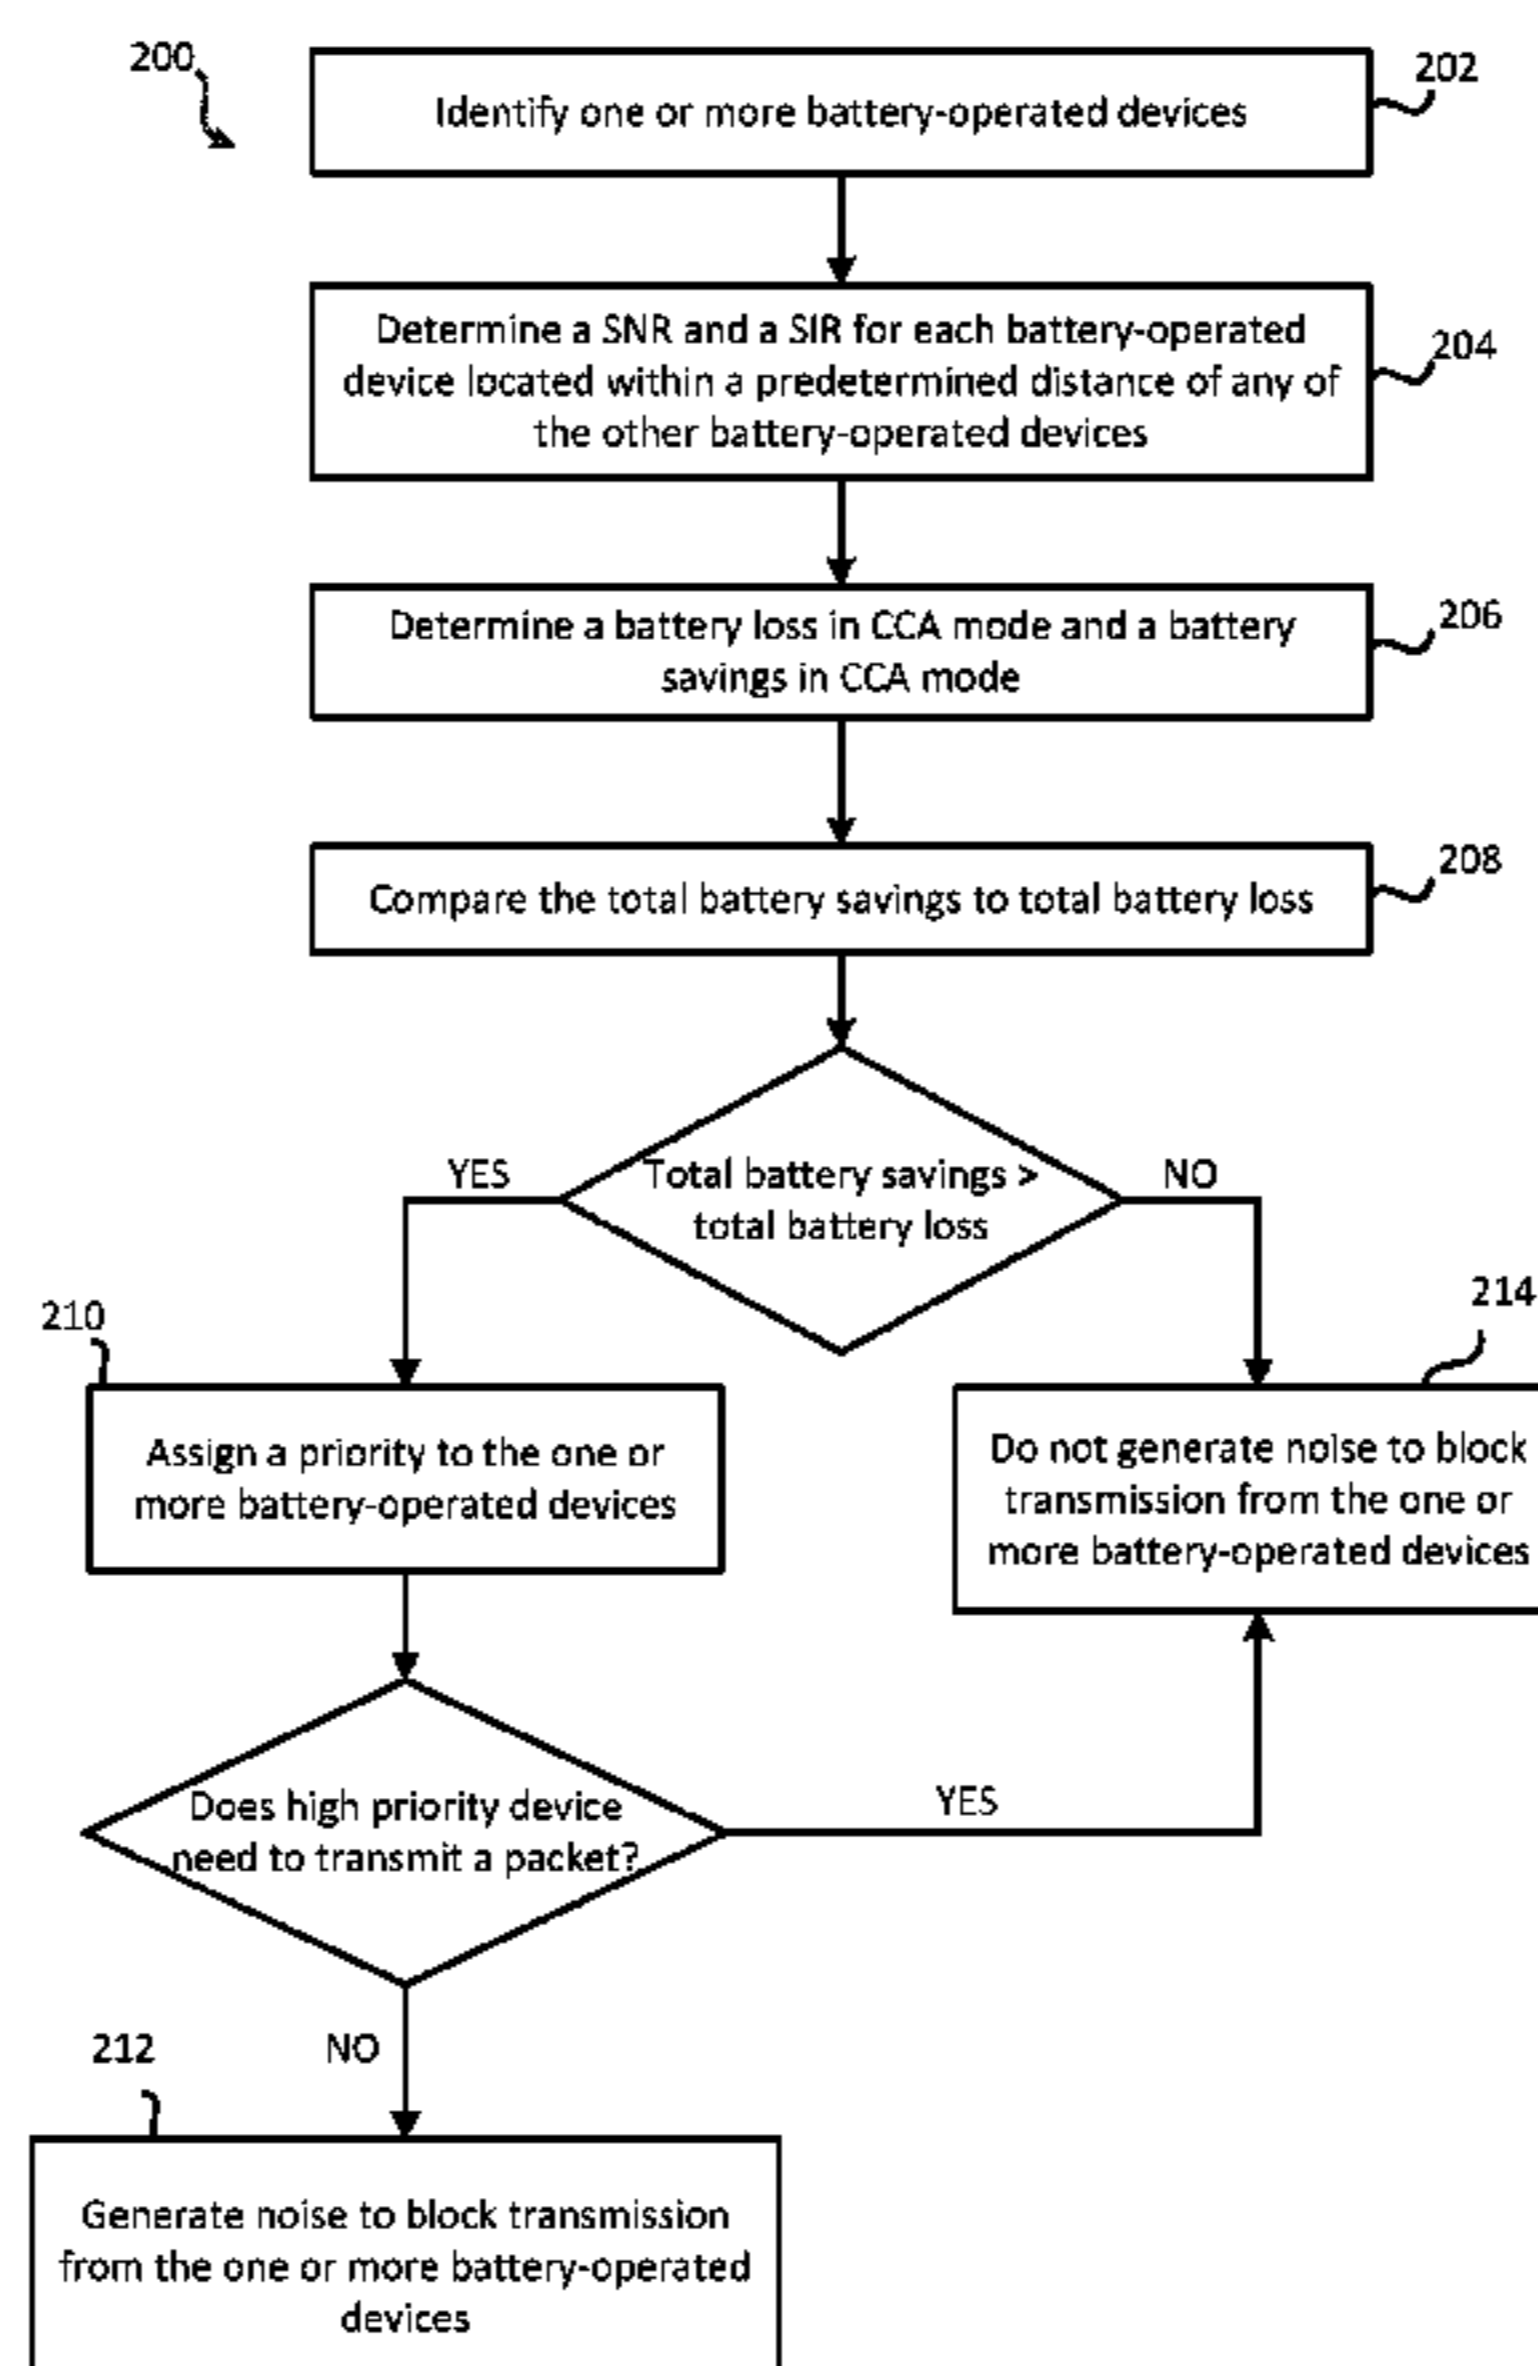 200
202
Identify one or more battery-operated devices
Determine a SNR and a SIR for each battery-operated
device located within a predetermined distance of any of
the other battery-operated devices
204
Determine a battery loss in CCA mode and a battery
savings in CCA mode
206
Compare the total battery savings to total battery loss
208
YES
Total battery savings >
total battery loss
NO
210
214
Assign a priority to the one or
more battery-operated devices
Do not generate noise to block
transmission from the one or
more battery-operated devices
Does high priority device
need to transmit a packet?
YES
212
NO
Generate noise to block transmission
from the one or more battery-operated
devices